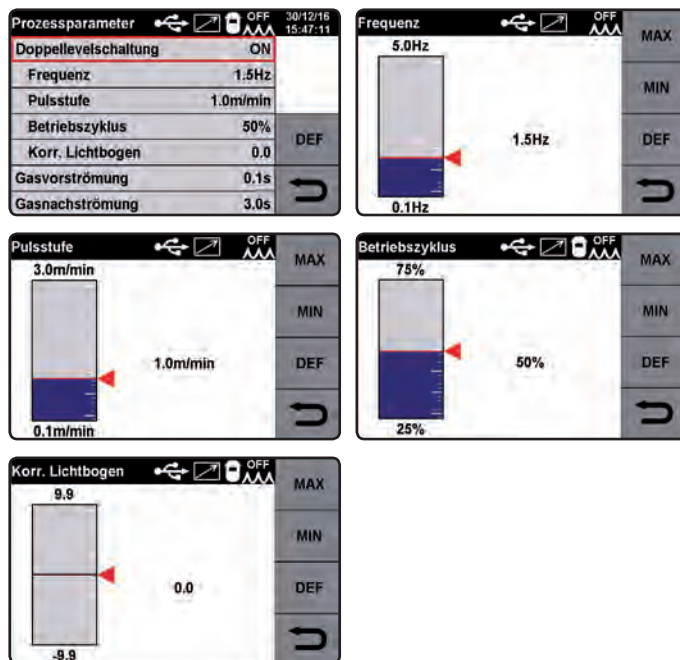 Prozessparameter OFF 30/12/16
15:47:11
Doppellevelschaltung ON
Frequenz 1.5Hz
Pulsstufe 1.0m/min
Betriebszyklus 50%
Korr. Lichtbogen 0.0
Gasvorströmung 0.1s
Gasnachströmung 3.0s
DEF
Frequenz OFF
5.0Hz
1.5Hz
0.1Hz
MAX
MIN
DEF
Pulsstufe OFF
3.0m/min
1.0m/min
0.1m/min
MAX
MIN
DEF
Betriebszyklus OFF
75%
50%
25%
MAX
MIN
DEF
Korr. Lichtbogen OFF
9.9
0.0
-9.9
MAX
MIN
DEF